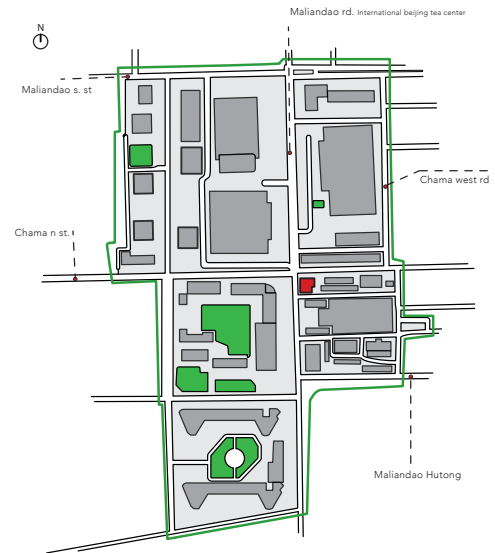 N
Maliandao rd. International beijing tea center
Maliandao s. st
Chama west rd
Chama n st.
Maliandao Hutong